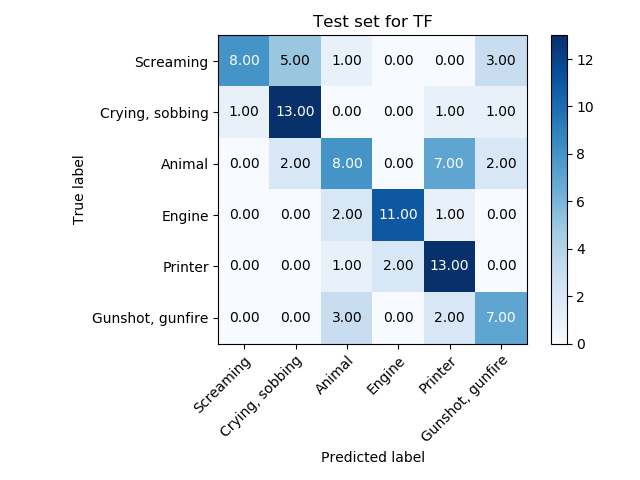 Test set for TF
True label
Screaming 8.00 5.00 1.00 0.00 0.00 3.00
Crying, sobbing 1.00 13.00 0.00 0.00 1.00 1.00
Animal 0.00 2.00 8.00 0.00 7.00 2.00
Engine 0.00 0.00 2.00 11.00 1.00 0.00
Printer 0.00 0.00 1.00 2.00 13.00 0.00
Gunshot, gunfire 0.00 0.00 3.00 0.00 2.00 7.00
Screaming
Crying, sobbing
Animal
Engine
Printer
Gunshot, gunfire
Predicted label
12
10
8
6
4
2
0